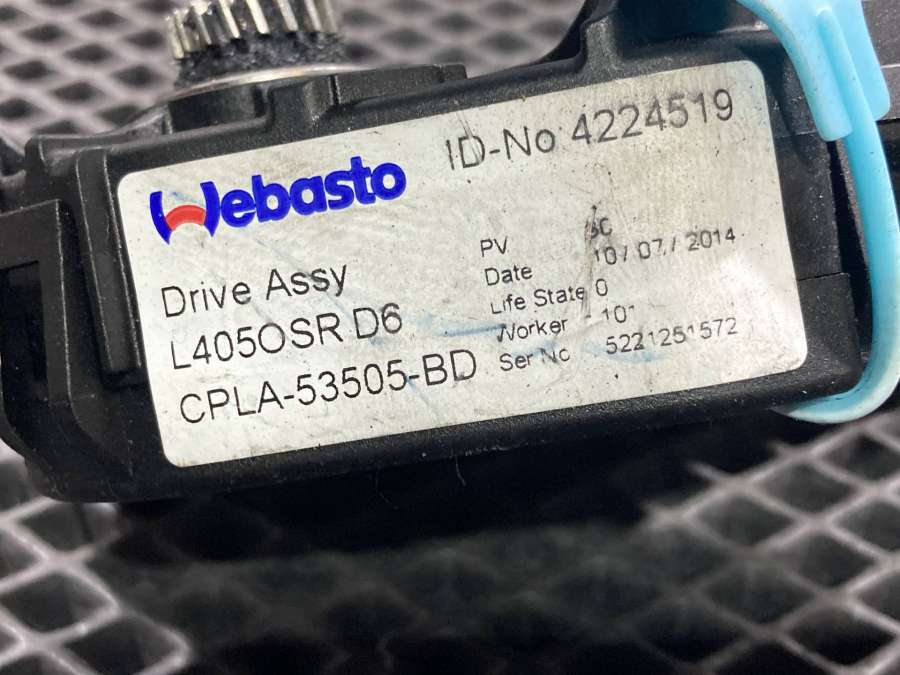 Webasto
ID-No 4224519
Drive Assy
L405OSR D6
CPLA-53505-BD
PV
Date 10/07/2014
Life State 0
Worker 101
Ser No 5221251572